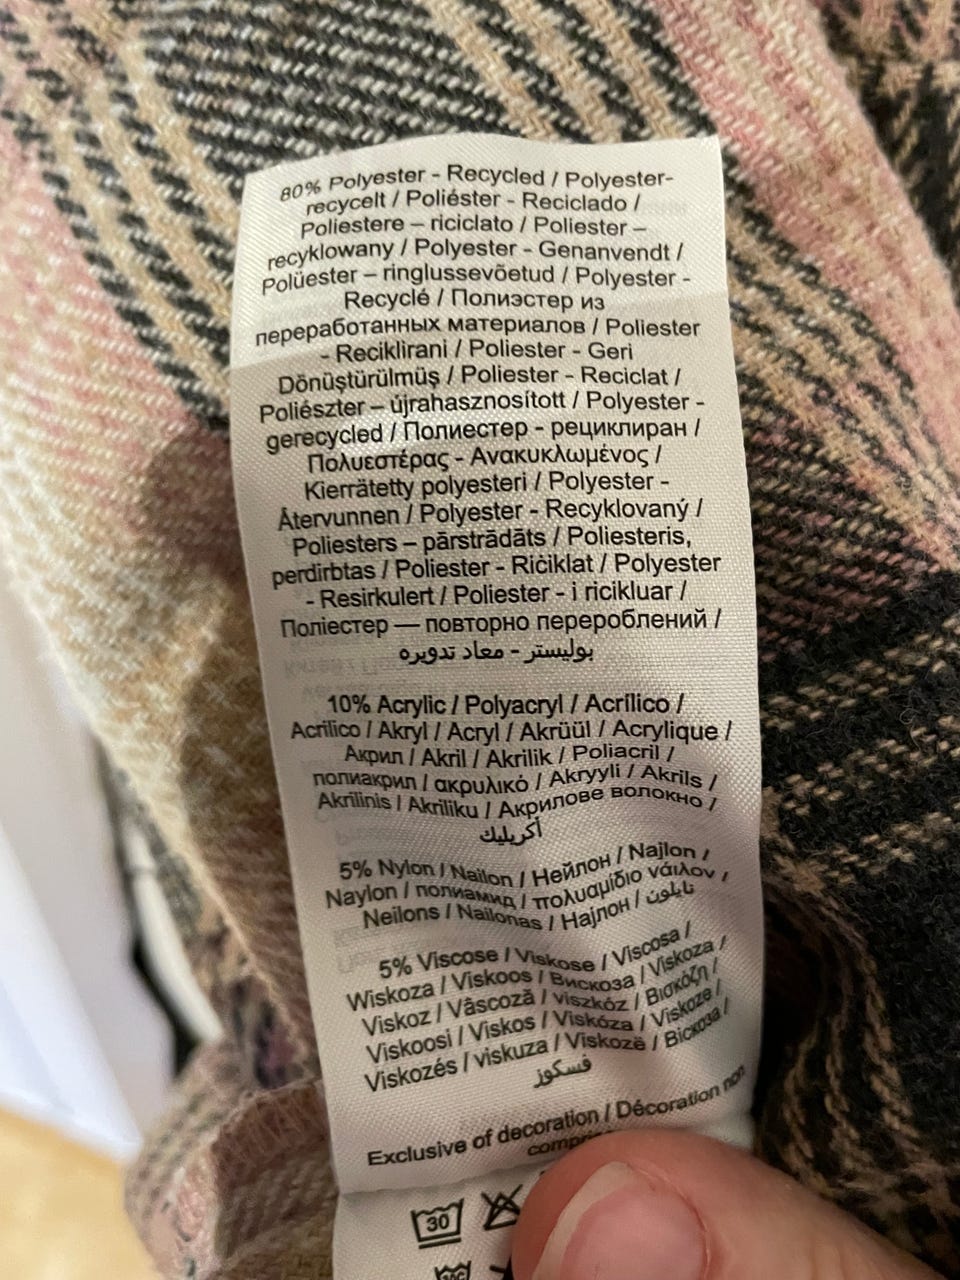 80% Polyester - Recycled / Polyester-
recycelt / Poliéster - Reciclado /
Poliestere – riciclato / Poliester –
recyklowany / Polyester - Genanvendt /
Polüester – ringlussevõetud / Polyester -
Recyclé / Полиэстер из
переработанных материалов / Poliester
- Reciklirani / Poliester - Geri
Dönüştürülmüş / Poliester - Reciclat /
Poliészter – újrahasznosított / Polyester -
gerecycled / Полиестер - рециклиран /
Πολυεστέρας - Ανακυκλωμένος /
Kierrätetty polyesteri / Polyester -
Återvunnen / Polyester - Recyklovaný /
Poliesters – pārstrādāts / Poliesteris,
perdirbtas / Poliester - Riċiklat / Polyester
- Resirkulert / Poliester - i ricikluar /
Поліестер — повторно перероблений /
بوليستر - معاد تدويره
10% Acrylic / Polyacryl / Acrílico /
Acrilico / Akryl / Acryl / Akrüül / Acrylique /
Акрил / Akril / Akrilik / Poliacril /
полиакрил / ακρυλικό / Akryyli / Akrils /
Akrilinis / Akriliku / Акрилове волокно /
أكريليك
5% Nylon / Nailon / Нейлон / Najlon /
Naylon / полиамид / πολυαμίδιο νάιλον /
Neilons / Nailonas / Најлон / نايلون
5% Viscose / Viskose / Viscosa /
Wiskoza / Viskoos / Вискоза / Viskoza /
Viskoz / Vâscoză / viszkóz / Βισκόζη /
Viskoosi / Viskos / Viskóza / Viskoze /
Viskozés / viskuza / Viskozë / Віскоза /
فسكوز
Exclusive of decoration / Décoration non
30
30C